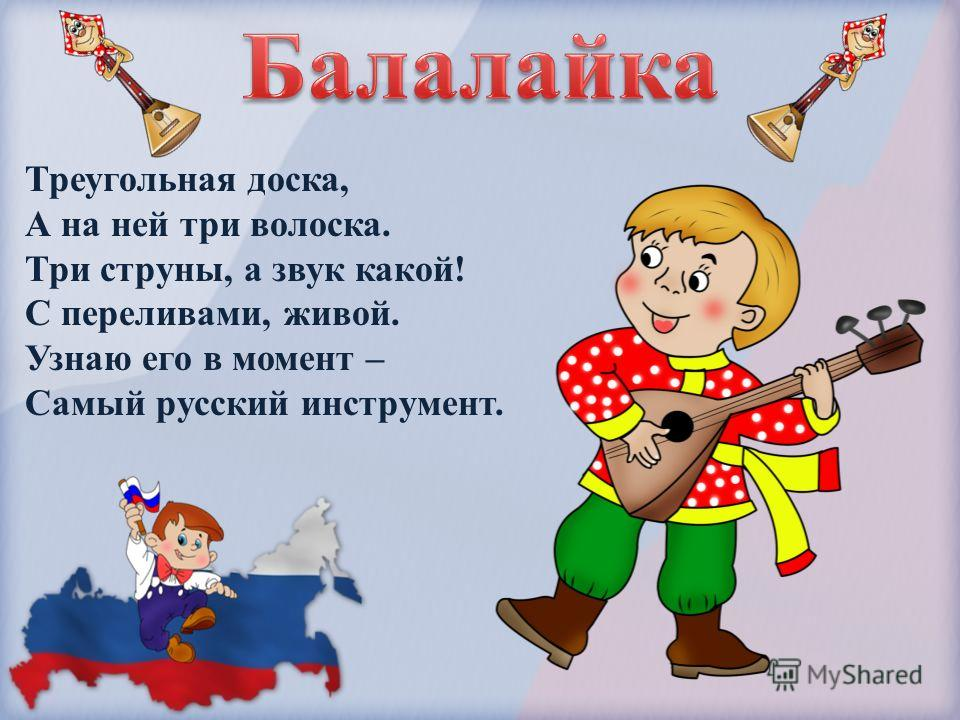 Балалайка
Треугольная доска,
А на ней три волоска.
Три струны, а звук какой!
С переливами, живой.
Узнаю его в момент –
Самый русский инструмент.
MyShared